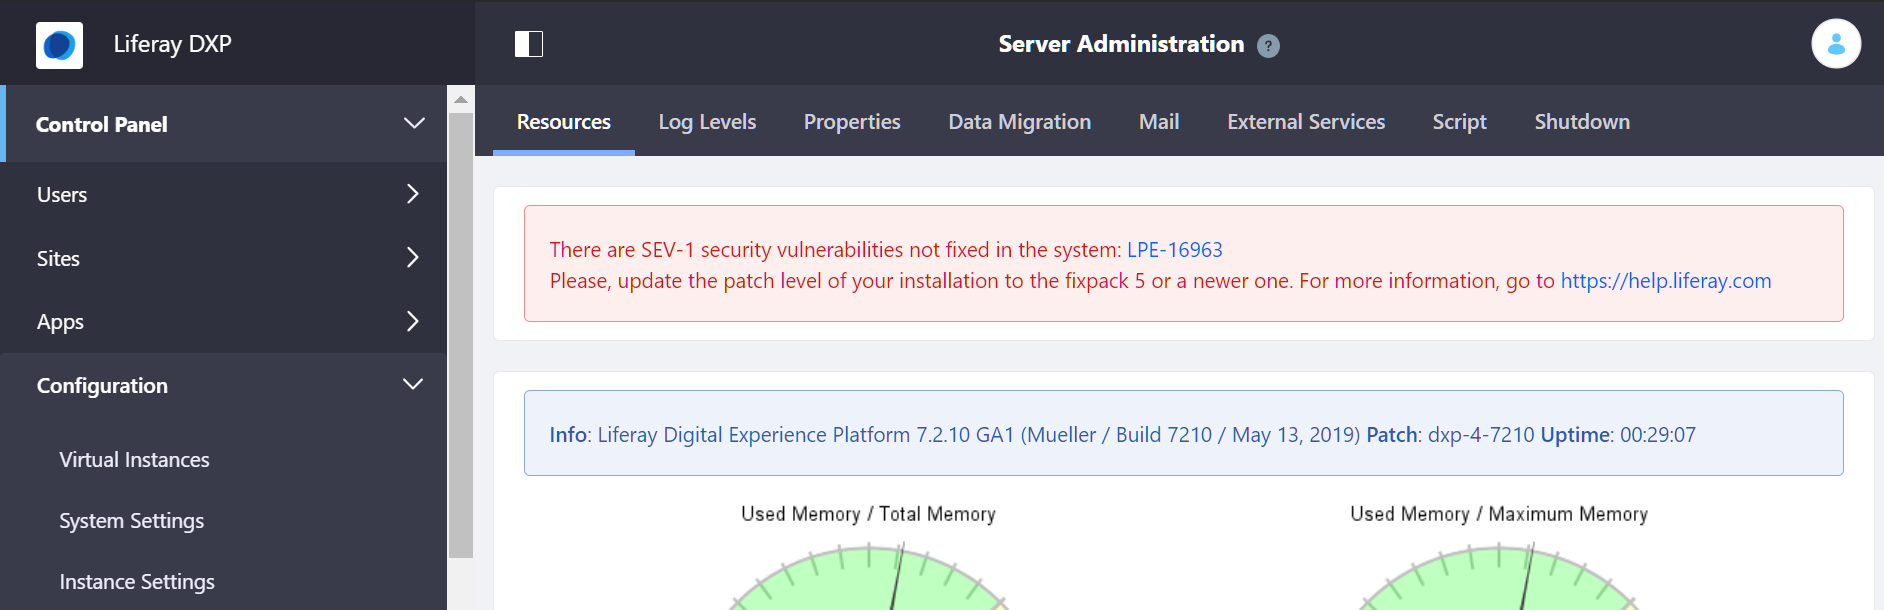 Liferay DXP
Server Administration ?
Control Panel
Users
Sites
Apps
Configuration
Virtual Instances
System Settings
Instance Settings
Resources Log Levels Properties Data Migration Mail External Services Script Shutdown
There are SEV-1 security vulnerabilities not fixed in the system: LPE-16963
Please, update the patch level of your installation to the fixpack 5 or a newer one. For more information, go to https://help.liferay.com
Info: Liferay Digital Experience Platform 7.2.10 GA1 (Mueller / Build 7210 / May 13, 2019) Patch: dxp-4-7210 Uptime: 00:29:07
Used Memory / Total Memory
Used Memory / Maximum Memory